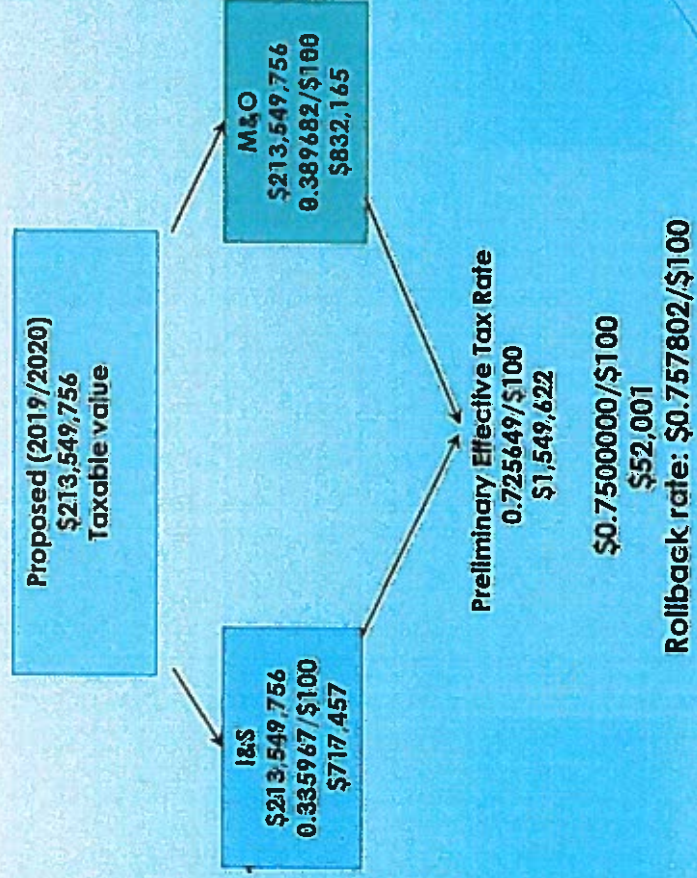 Proposed (2019/2020)
$213,549,756
Taxable value
I&S
$213,549,756
0.335967/$100
$717,457
M&O
$213,549,756
0.389682/$100
$832,165
Preliminary Effective Tax Rate
0.725649/$100
$1,549,622
$0.7500000/$100
$52,001
Rollback rate: $0.757802/$100